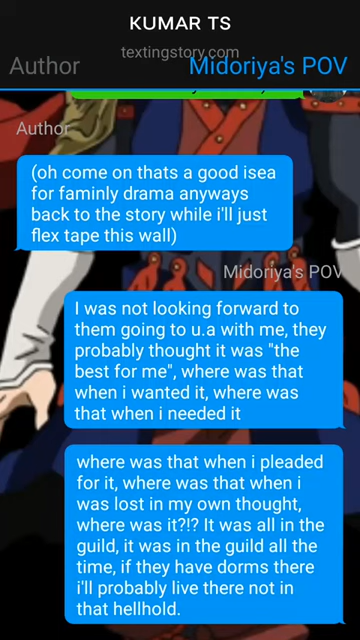 KUMAR TS
textingstory.com
Author Midoriya's POV
Author
(oh come on thats a good isea
for faminly drama anyways
back to the story while i'll just
flex tape this wall)
Midoriya's POV
I was not looking forward to
them going to u.a with me, they
probably thought it was "the
best for me", where was that
when i wanted it, where was
that when i needed it
where was that when i pleaded
for it, where was that when i
was lost in my own thought,
where was it?!? It was all in the
guild, it was in the guild all the
time, if they have dorms there
i'll probably live there not in
that hellhold.